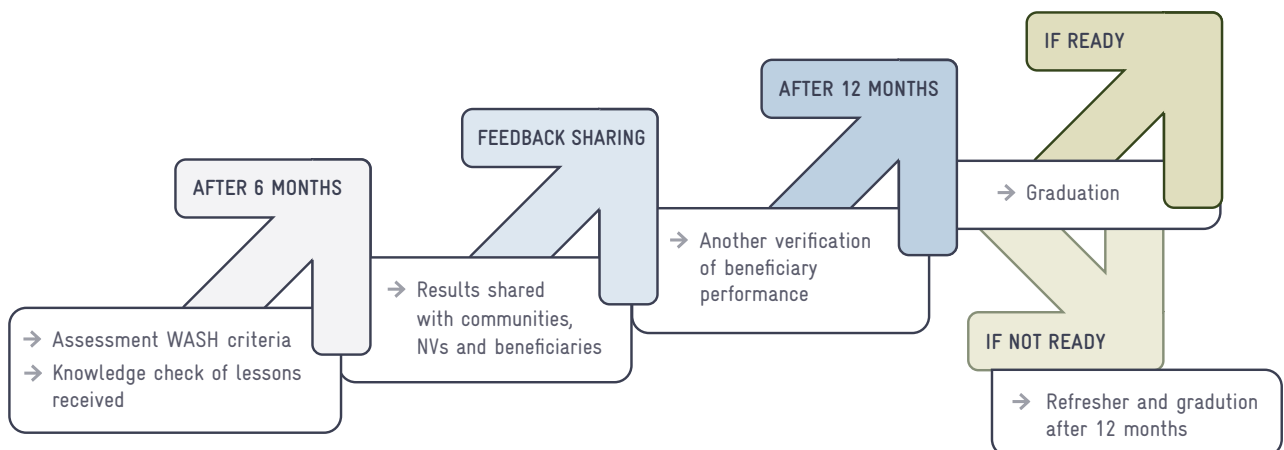 AFTER 6 MONTHS
Assessment WASH criteria
Knowledge check of lessons
received
FEEDBACK SHARING
Results shared
with communities,
NVs and beneficiaries
AFTER 12 MONTHS
Another verification
of beneficiary
performance
IF READY
Graduation
IF NOT READY
Refresher and gradution
after 12 months